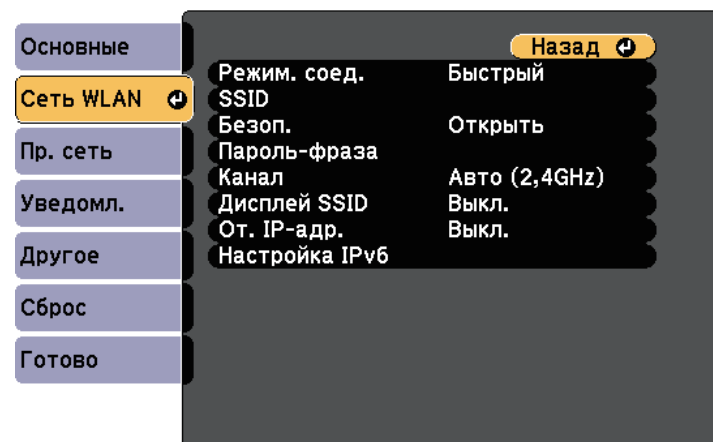 Основные
Сеть WLAN
Пр. сеть
Уведомл.
Другое
Сброс
Готово
Назад
Режим. соед. Быстрый
SSID
Безоп. Открыть
Пароль-фраза
Канал Авто (2,4GHz)
Дисплей SSID Выкл.
От. IP-адр. Выкл.
Настройка IPv6